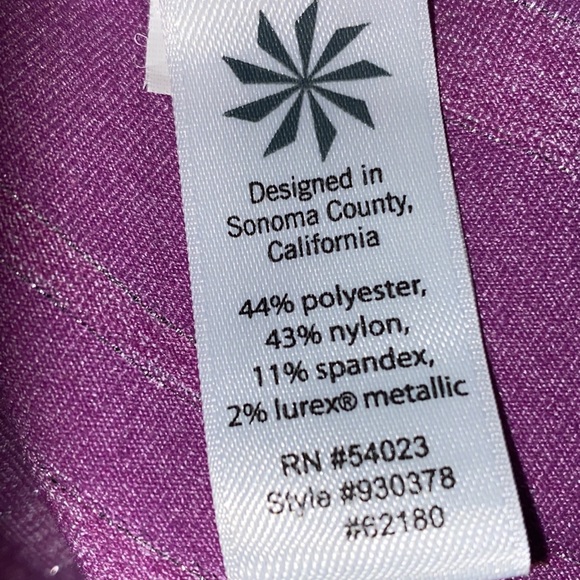 Designed in
Sonoma County,
California
44% polyester,
43% nylon,
11% spandex,
2% lurex® metallic
RN #54023
Style #930378
#62180